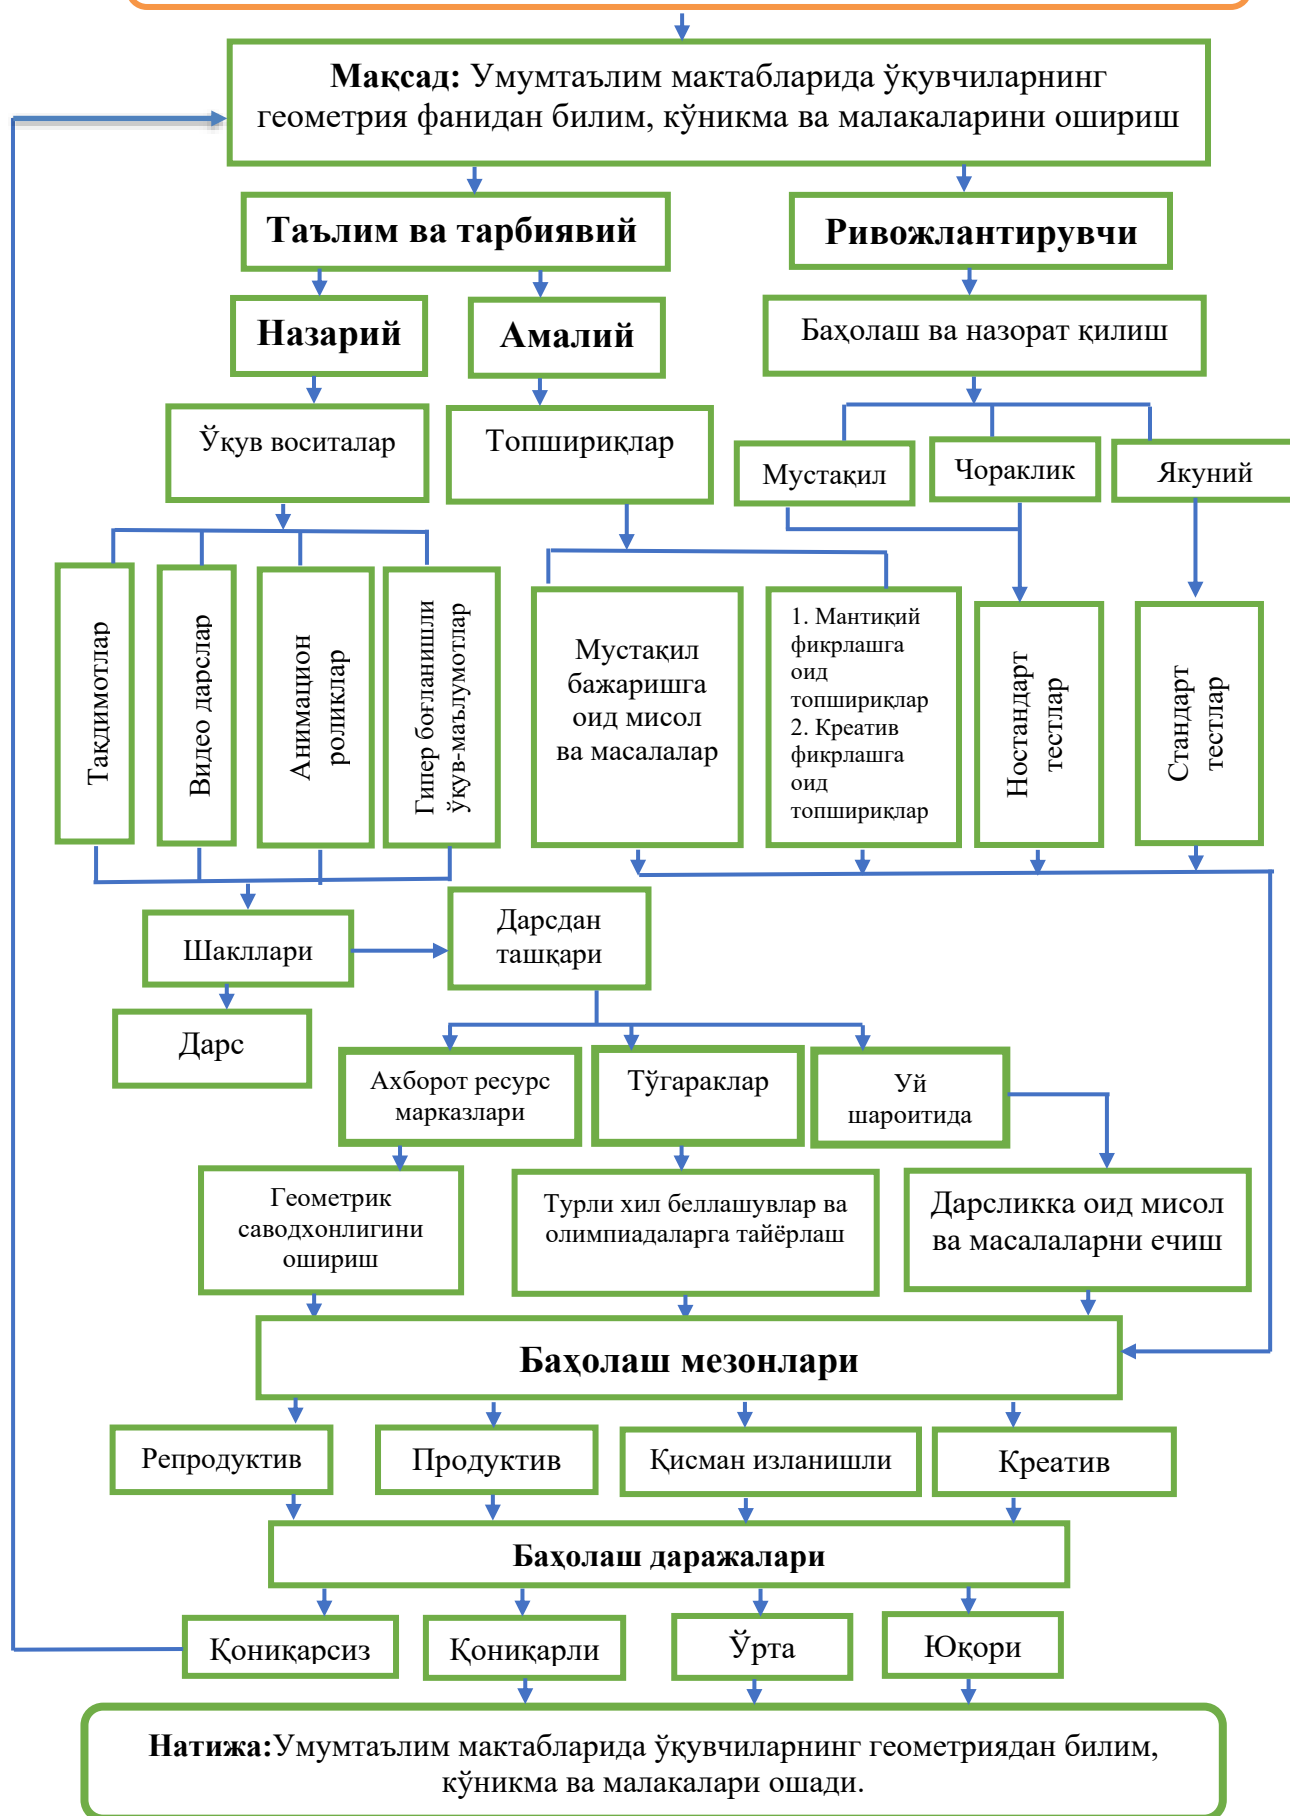 Мақсад: Умумтаълим мактабларида ўқувчиларнинг
геометрия фанидан билим, кўникма ва малакаларини ошириш
Таълим ва тарбиявий
Ривожлантирувчи
Назарий
Амалий
Баҳолаш ва назорат қилиш
Ўқув воситалар
Топшириқлар
Мустақил
Чораклик
Якуний
Тақдимотлар
Видео дарслар
Анимацион
роликлар
Гипер боғланишли
ўқув-маълумотлар
Мустақил
бажаришга
оид мисол
ва масалалар
1. Мантиқий
фикрлашга
оид
топшириқлар
2. Креатив
фикрлашга
оид
топшириқлар
Ностандарт
тестлар
Стандарт
тестлар
Шакллари
Дарсдан
ташқари
Дарс
Ахборот ресурс
марказлари
Тўгараклар
Уй
шароитида
Геометрик
саводхонлигини
ошириш
Турли хил беллашувлар ва
олимпиадаларга тайёрлаш
Дарсликка оид мисол
ва масалаларни ечиш
Баҳолаш мезонлари
Репродуктив
Продуктив
Қисман изланишли
Креатив
Баҳолаш даражалари
Қониқарсиз
Қониқарли
Ўрта
Юқори
Натижа:Умумтаълим мактабларида ўқувчиларнинг геометриядан билим,
кўникма ва малакалари ошади.